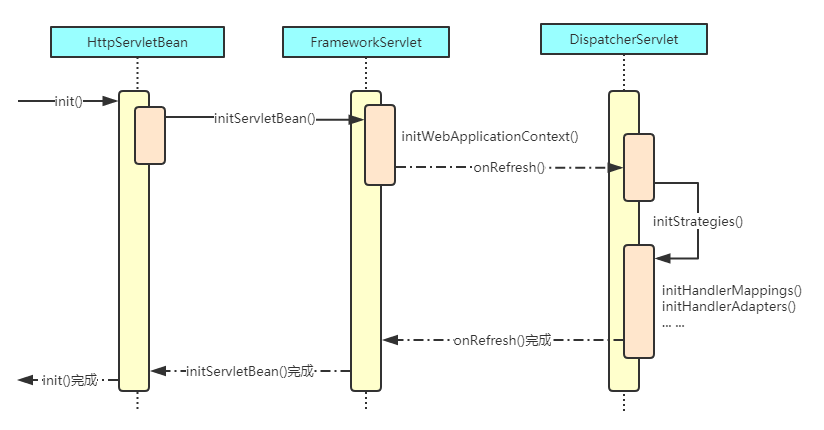 HttpServletBean
FrameworkServlet
DispatcherServlet
init()
initServletBean()
initWebApplicationContext()
onRefresh()
initStrategies()
initHandlerMappings()
initHandlerAdapters()
... ...
onRefresh()完成
initServletBean()完成
init()完成